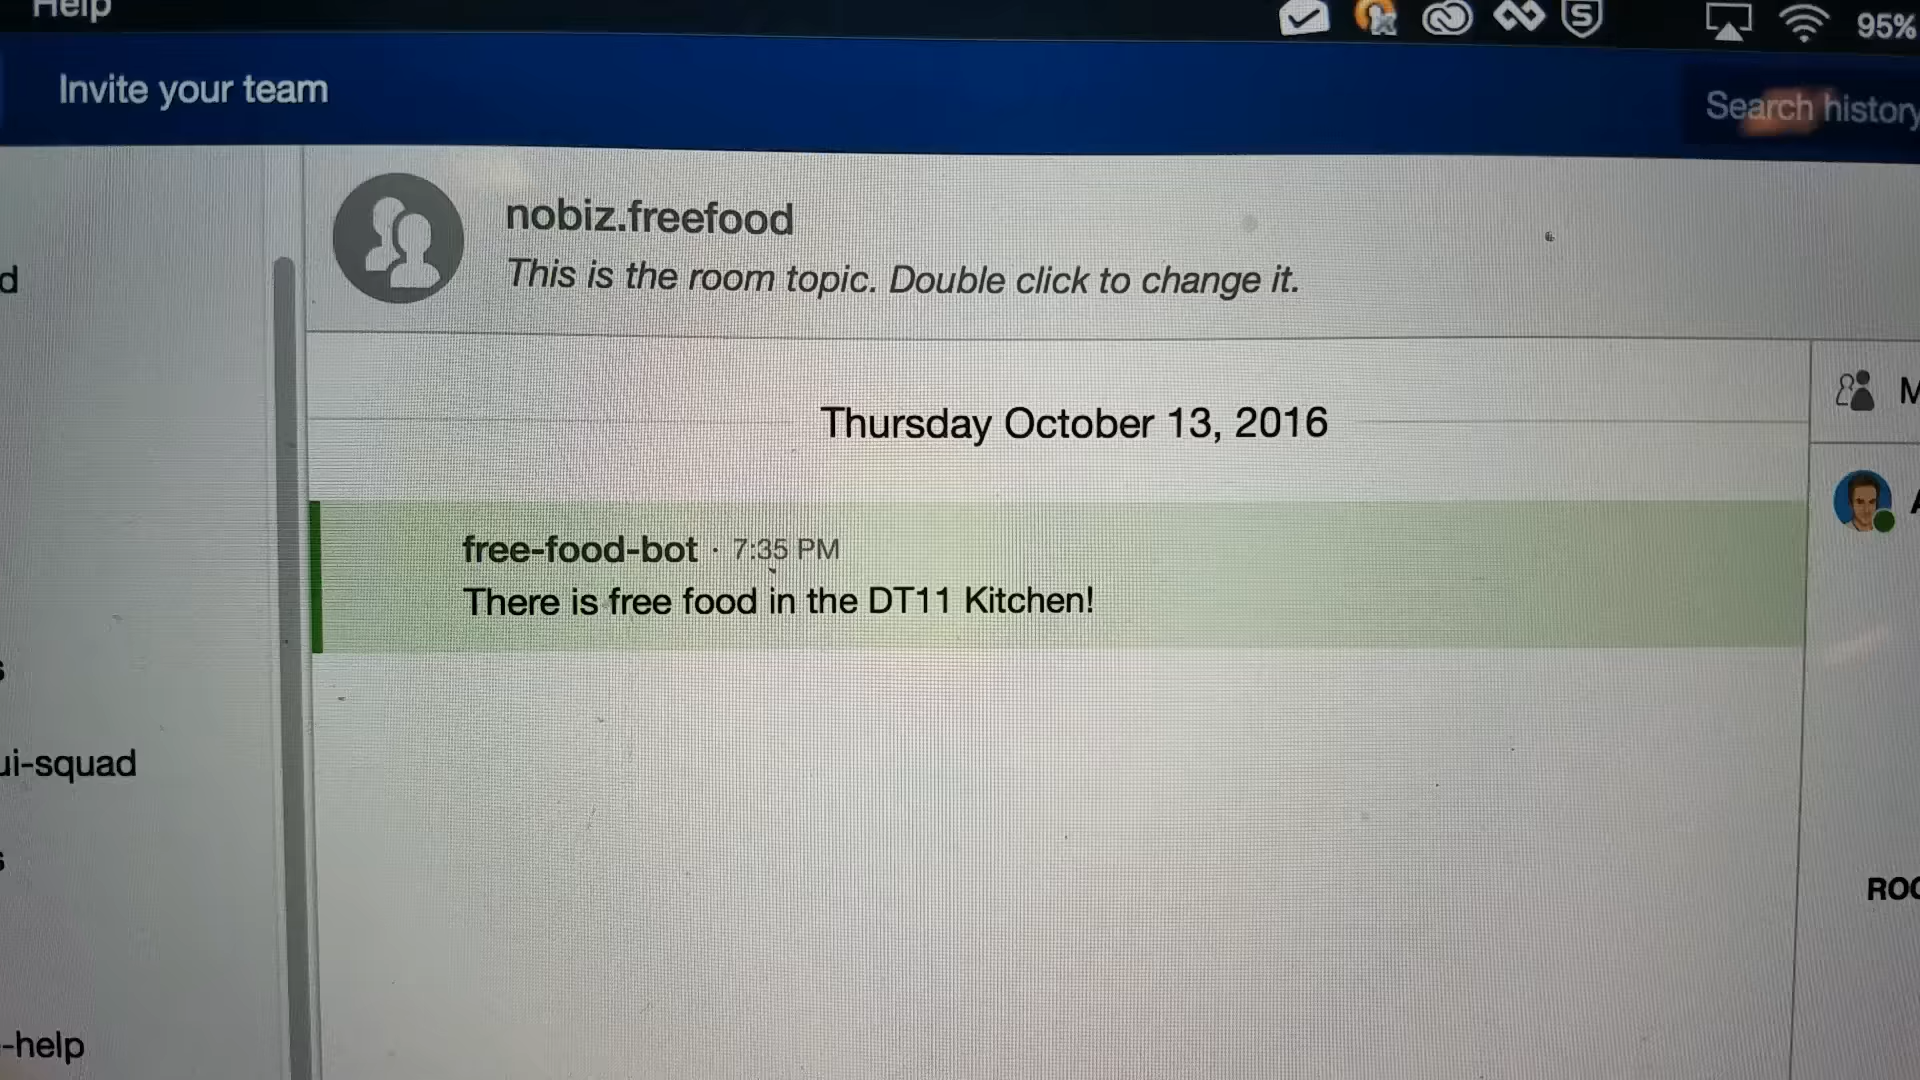 Help
95%
Invite your team
Search history
nobiz.freefood
This is the room topic. Double click to change it.
Thursday October 13, 2016
free-food-bot · 7:35 PM
There is free food in the DT11 Kitchen!
d
s
ui-squad
s
-help
M
A
ROO